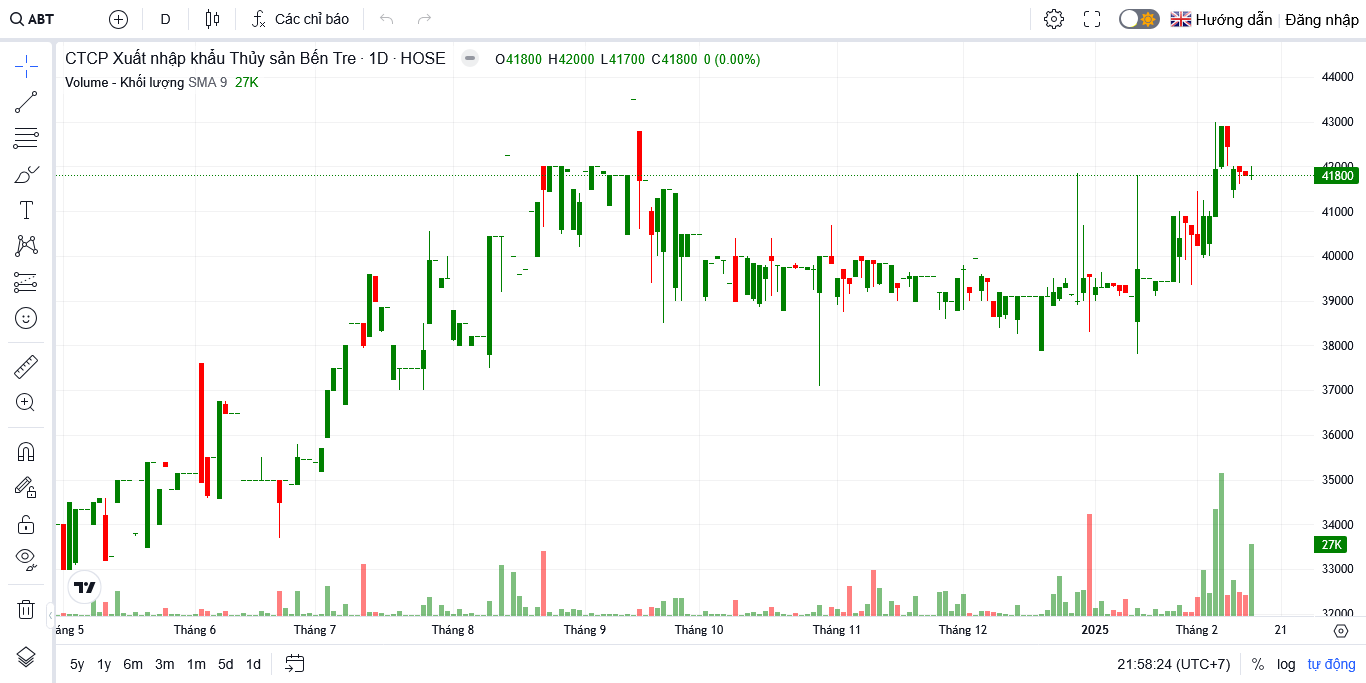 ABT D Các chỉ báo Hướng dẫn Đăng nhập
CTCP Xuất nhập khẩu Thủy sản Bến Tre · 1D · HOSE O41800 H42000 L41700 C41800 0 (0.00%)
Volume - Khối lượng SMA 9 27K
44000
43000
42000
41800
41000
40000
39000
38000
37000
36000
35000
34000
27K
33000
32000
áng 5 Tháng 6 Tháng 7 Tháng 8 Tháng 9 Tháng 10 Tháng 11 Tháng 12 2025 Tháng 2 21
5y 1y 6m 3m 1m 5d 1d 21:58:24 (UTC+7) % log tự động